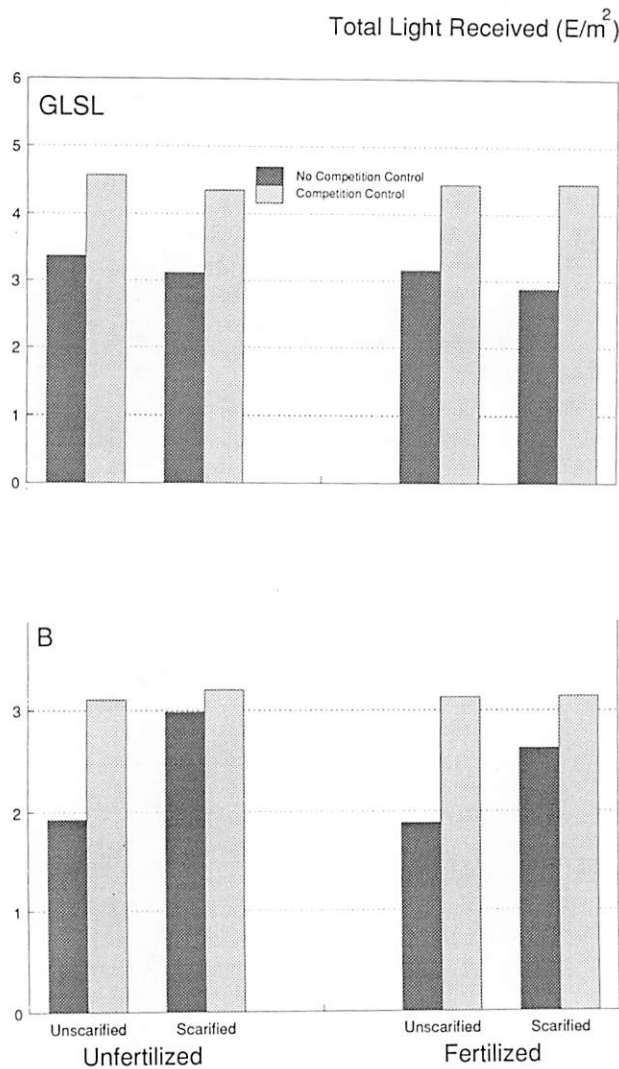 Total Light Received (E/m²)
6
GLSL
5
No Competition Control
Competition Control
4
3
2
1
0
B
3
2
1
0
Unscarified Scarified Unscarified Scarified
Unfertilized Fertilized